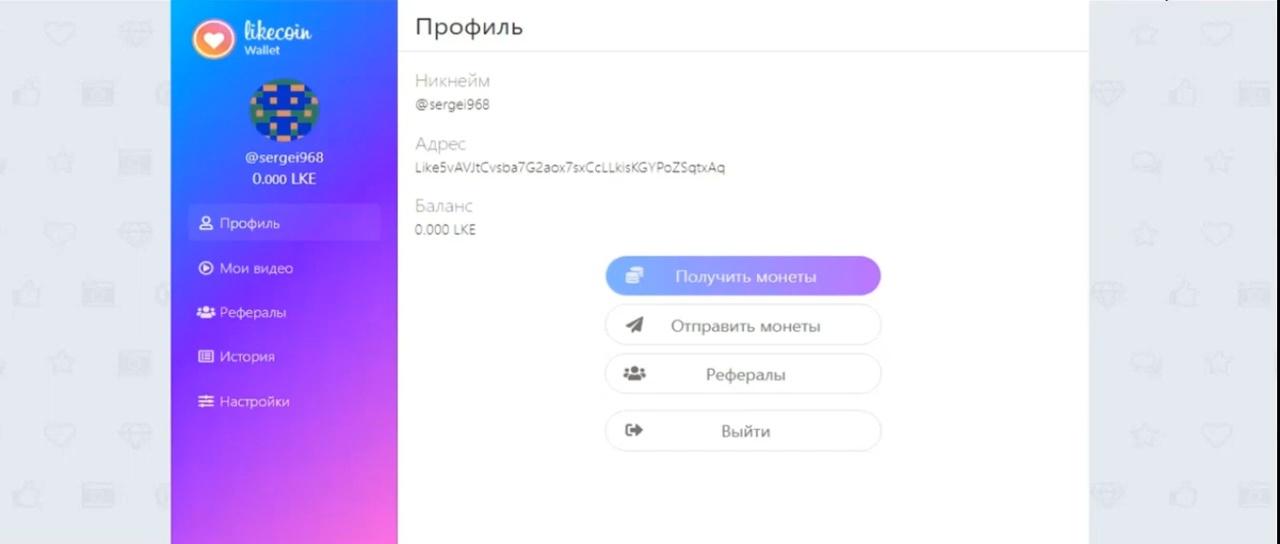 likecoin
Wallet
@sergei968
0.000 LKE
Профиль
Мои видео
Рефералы
История
Настройки
Профиль
Никнейм
@sergei968
Адрес
Like5vAVJtCvsba7G2aox7sxCcLLkisKGYPoZSqtxAq
Баланс
0.000 LKE
Получить монеты
Отправить монеты
Рефералы
Выйти